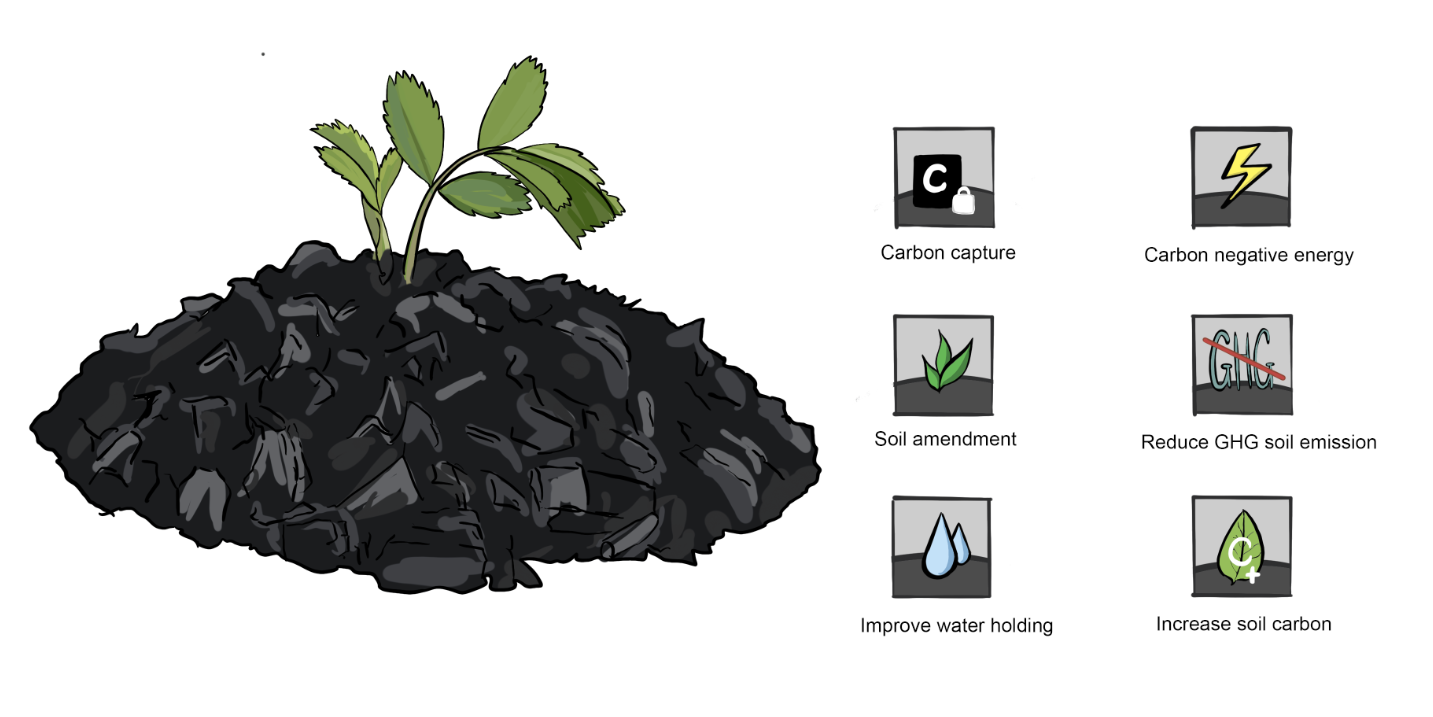 C
Carbon capture
Carbon negative energy
Soil amendment
GHG
Reduce GHG soil emission
Improve water holding
C+
Increase soil carbon